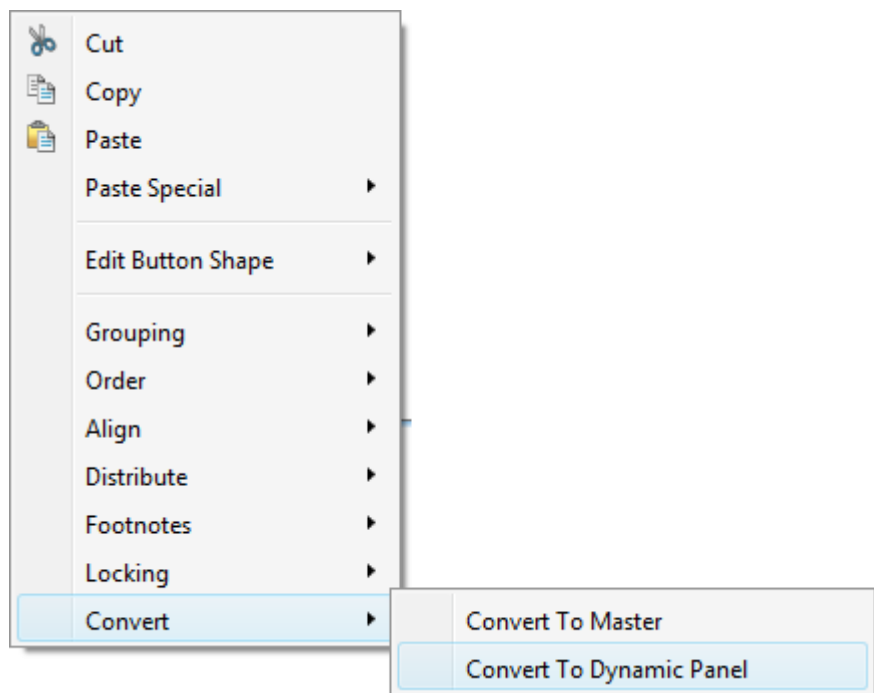 Cut
Copy
Paste
Paste Special
Edit Button Shape
Grouping
Order
Align
Distribute
Footnotes
Locking
Convert
Convert To Master
Convert To Dynamic Panel